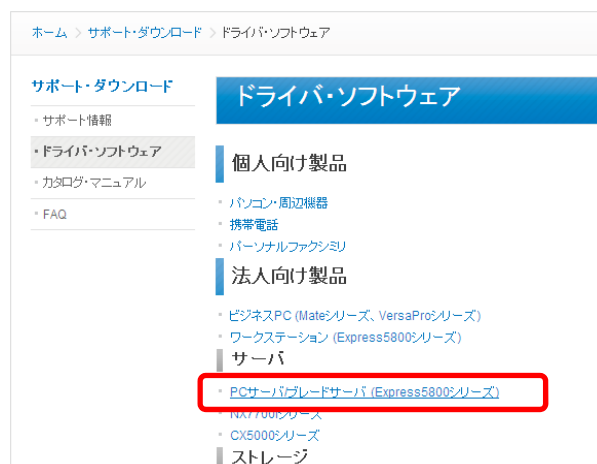 ホーム > サポート・ダウンロード > ドライバ・ソフトウェア
サポート・ダウンロード
サポート情報
ドライバ・ソフトウェア
カタログ・マニュアル
FAQ
ドライバ・ソフトウェア
個人向け製品
パソコン・周辺機器
携帯電話
パーソナルファクシミリ
法人向け製品
ビジネスPC (Mateシリーズ、VersaProシリーズ)
ワークステーション (Express5800シリーズ)
サーバ
PCサーバ/ブレードサーバ (Express5800シリーズ)
NX7700iシリーズ
CX5000シリーズ
ストレージ